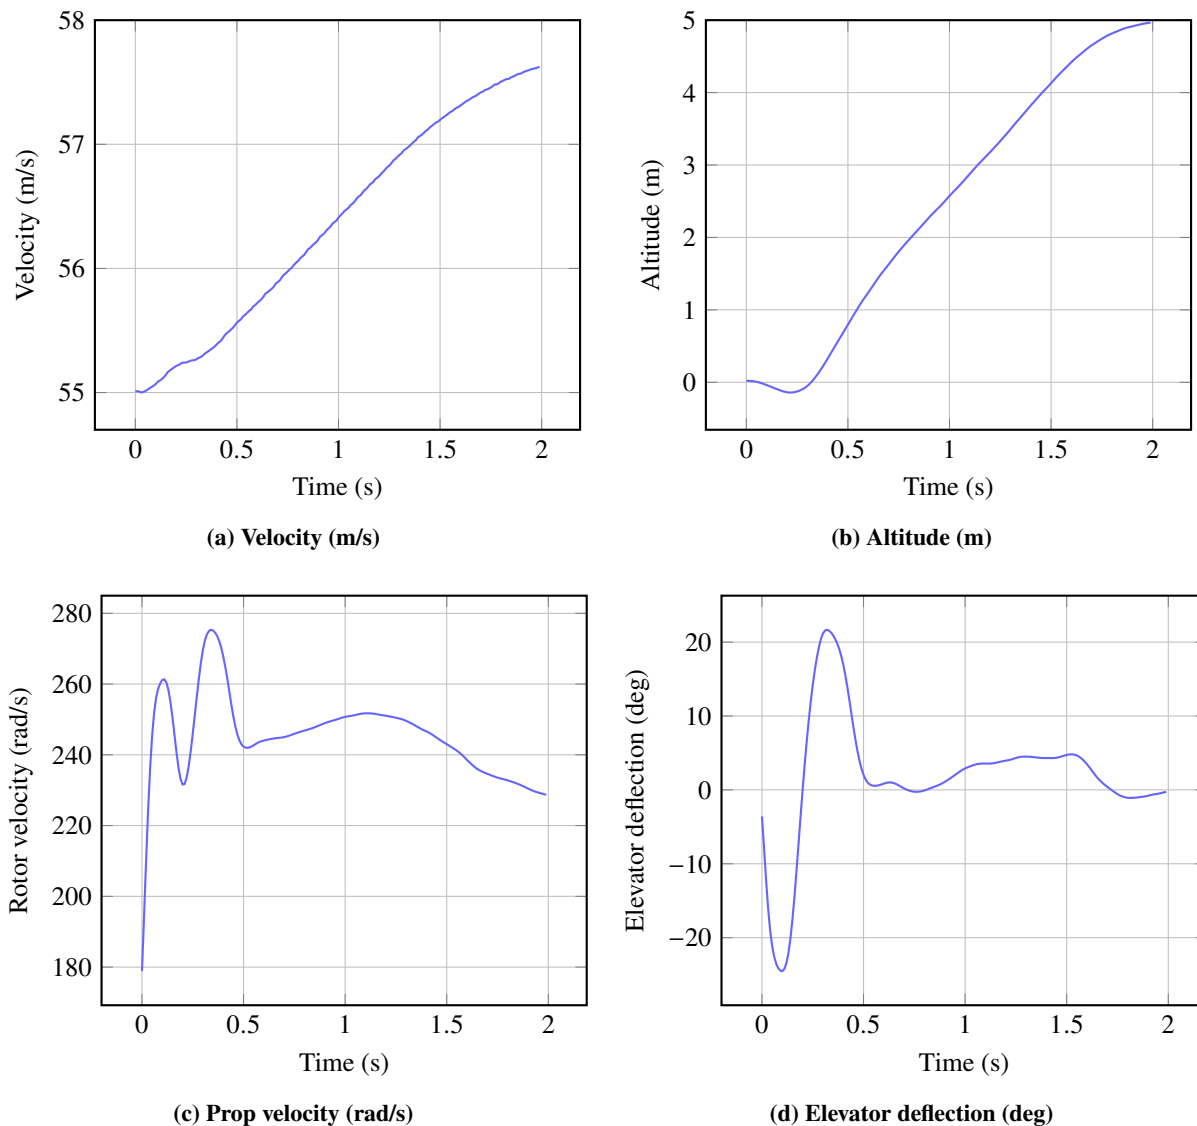 58
57
56
55
Velocity (m/s)
0 0.5 1 1.5 2
Time (s)
(a) Velocity (m/s)
5
4
3
2
1
0
Altitude (m)
0 0.5 1 1.5 2
Time (s)
(b) Altitude (m)
280
260
240
220
200
180
Rotor velocity (rad/s)
0 0.5 1 1.5 2
Time (s)
(c) Prop velocity (rad/s)
20
10
0
−10
−20
Elevator deflection (deg)
0 0.5 1 1.5 2
Time (s)
(d) Elevator deflection (deg)